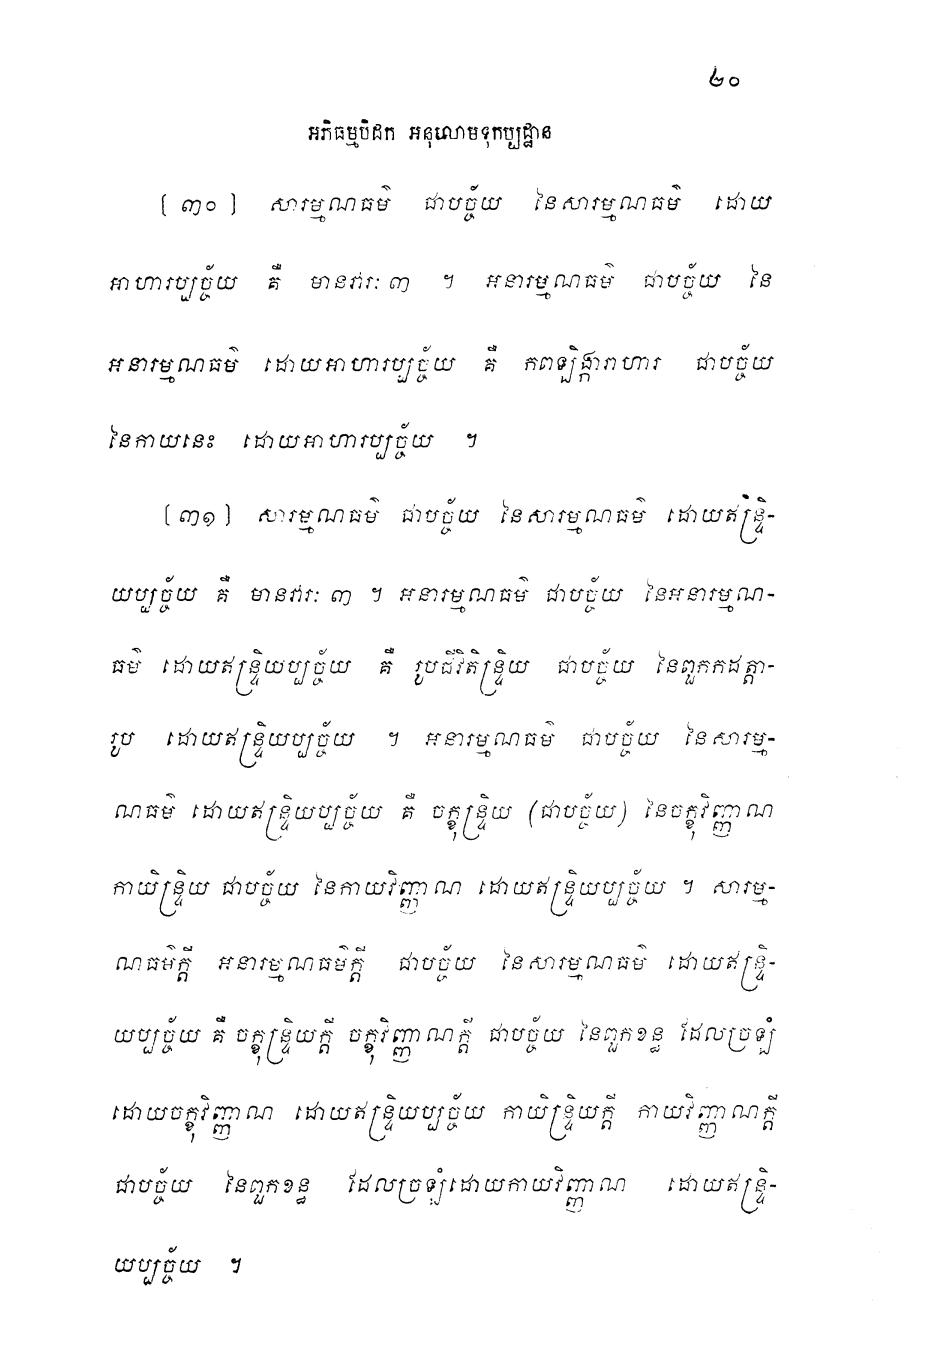 ៤០
អភិធម្មបិដក អនុលោមទុកប្បដ្ឋាន
[ ៣០ ] សារម្មណធម៌ ជាបច្ច័យ នៃសារម្មណធម៌ ដោយ
អាហារប្បច្ច័យ គឺ មានវារៈ ៣ ។ អនារម្មណធម៌ ជាបច្ច័យ នៃ
អនារម្មណធម៌ ដោយអាហារប្បច្ច័យ គឺ កពឡិង្ការាហារ ជាបច្ច័យ
នៃកាយនេះ ដោយអាហារប្បច្ច័យ ។
[ ៣១ ] សារម្មណធម៌ ជាបច្ច័យ នៃសារម្មណធម៌ ដោយឥន្ទ្រិ-
យប្បច្ច័យ គឺ មានវារៈ ៣ ។ អនារម្មណធម៌ ជាបច្ច័យ នៃអនារម្មណ-
ធម៌ ដោយឥន្ទ្រិយប្បច្ច័យ គឺ រូបជីវិតិន្ទ្រិយ ជាបច្ច័យ នៃពួកកដត្តា-
រូប ដោយឥន្ទ្រិយប្បច្ច័យ ។ អនារម្មណធម៌ ជាបច្ច័យ នៃសារម្ម-
ណធម៌ ដោយឥន្ទ្រិយប្បច្ច័យ គឺ ចក្ខុន្ទ្រិយ (ជាបច្ច័យ) នៃចក្ខុវិញ្ញាណ
កាយិន្ទ្រិយ ជាបច្ច័យ នៃកាយវិញ្ញាណ ដោយឥន្ទ្រិយប្បច្ច័យ ។ សារម្ម-
ណធម៌ក្តី អនារម្មណធម៌ក្តី ជាបច្ច័យ នៃសារម្មណធម៌ ដោយឥន្ទ្រិ-
យប្បច្ច័យ គឺ ចក្ខុន្ទ្រិយក្តី ចក្ខុវិញ្ញាណក្តី ជាបច្ច័យ នៃពួកខន្ធ ដែលច្រឡំ
ដោយចក្ខុវិញ្ញាណ ដោយឥន្ទ្រិយប្បច្ច័យ កាយិន្ទ្រិយក្តី កាយវិញ្ញាណក្តី
ជាបច្ច័យ នៃពួកខន្ធ ដែលច្រឡំដោយកាយវិញ្ញាណ ដោយឥន្ទ្រិ-
យប្បច្ច័យ ។